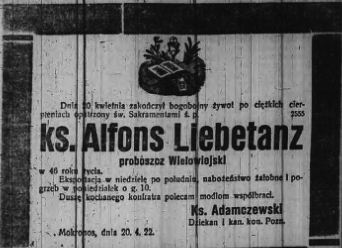 Dnia 20 kwietnia zakończył bogobojny żywot po ciężkich cier-
pieniach opatrzony św. Sakramentami ś. p. 2555
ks. Alfons Liebetanz
proboszcz Wielowiejski
w 46 roku życia.
Eksportacja w niedzielę po południu, nabożeństwo żałobne i po-
grzeb w poniedziałek o g. 10.
Duszę kochanego konfratra polecam modłom współbraci.
Ks. Adamczewski
Dziekan i kan. hon. Pozn.
Mokronos, dnia 20. 4. 22.